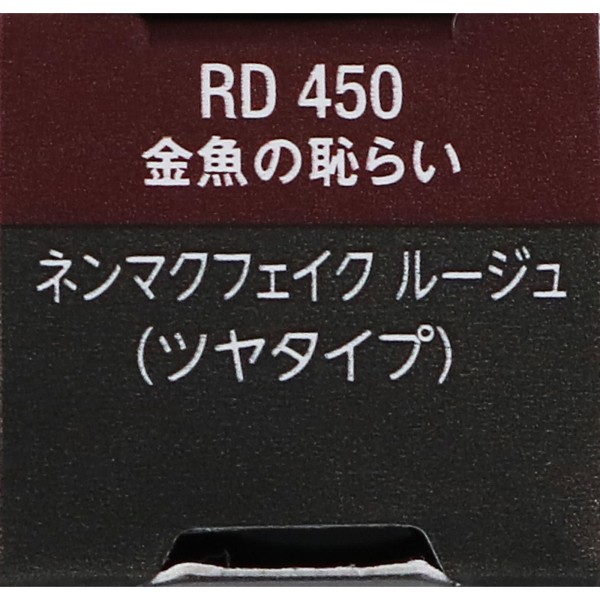 RD 450
金魚の恥らい
ネンマクフェイク ルージュ
(ツヤタイプ)